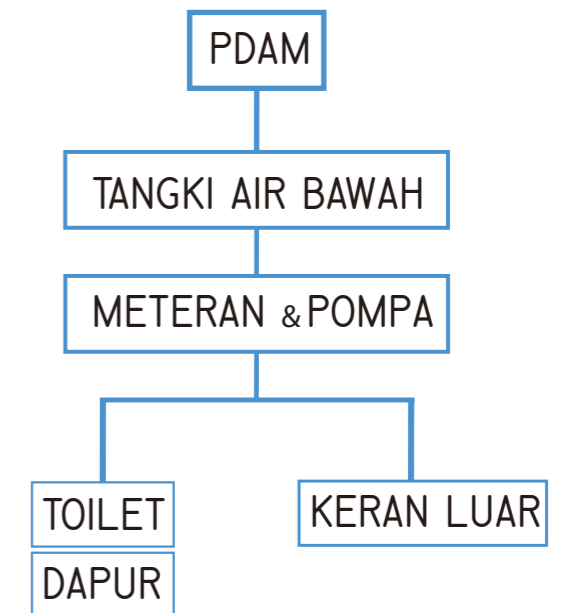 PDAM
TANGKI AIR BAWAH
METERAN & POMPA
TOILET
KERAN LUAR
DAPUR